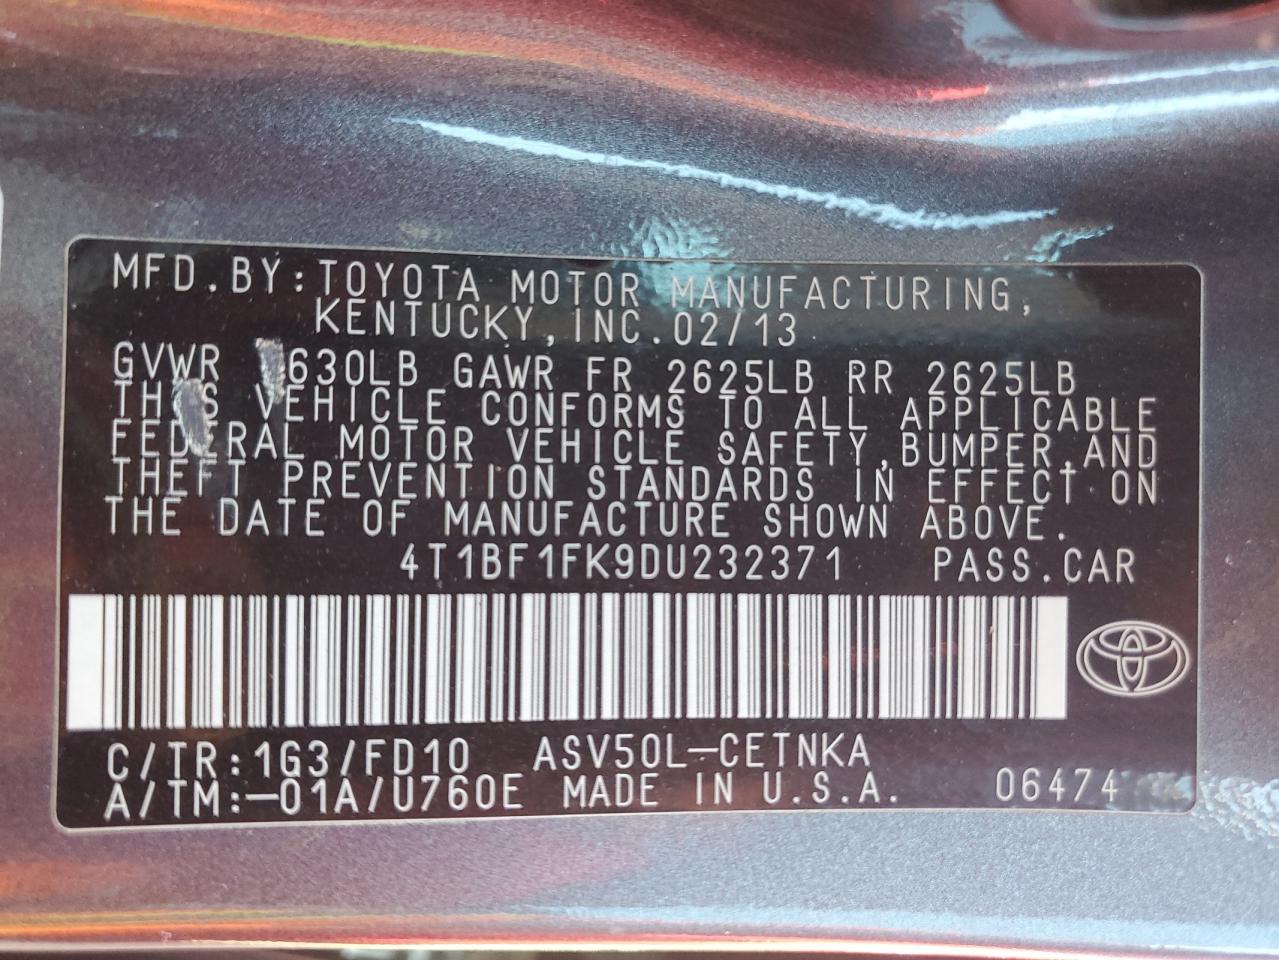 MFD.BY:TOYOTA MOTOR MANUFACTURING,
KENTUCKY,INC.02/13
GVWR 630LB GAWR FR 2625LB RR 2625LB
THIS VEHICLE CONFORMS TO ALL APPLICABLE
FEDERAL MOTOR VEHICLE SAFETY,BUMPER,AND
THEFT PREVENTION STANDARDS IN EFFECT ON
THE DATE OF MANUFACTURE SHOWN ABOVE.
4T1BF1FK9DU232371 PASS.CAR
C/TR:1G3/FD10 ASV50L-CETNKA
A/TM:-01A/U760E MADE IN U.S.A. 06474